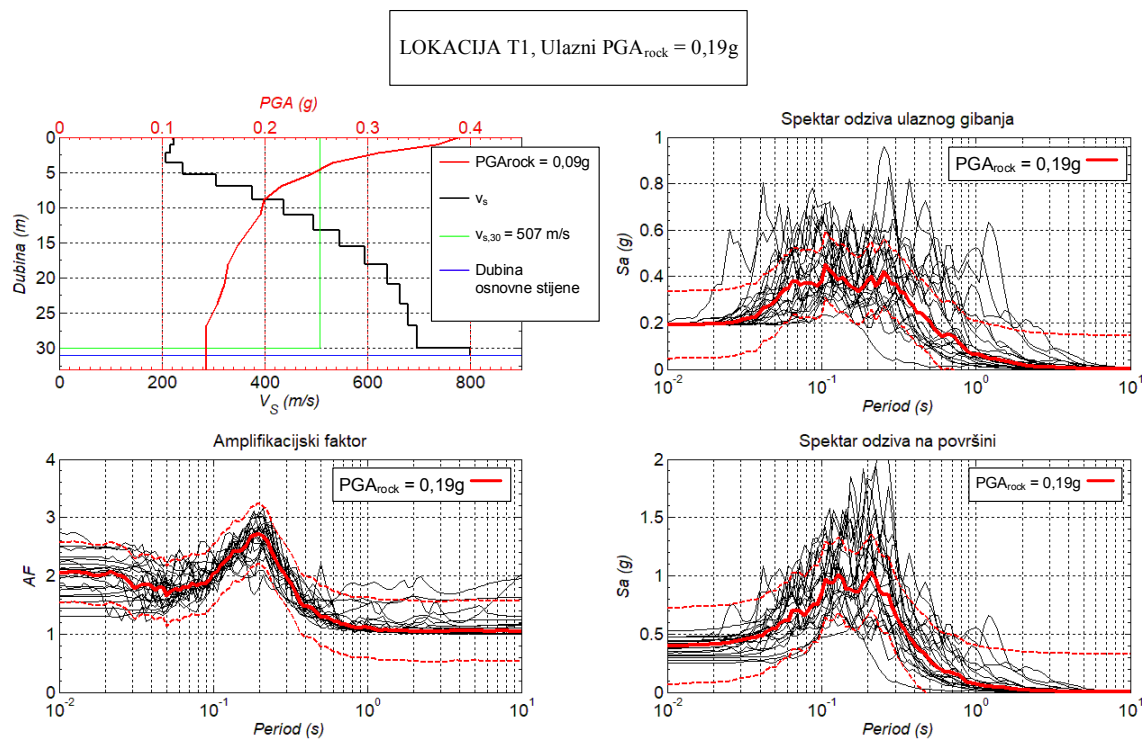 LOKACIJA T1, Ulazni PGArock = 0,19g
PGA (g)
0 0.1 0.2 0.3 0.4
0
5
10
15
20
25
30
Dubina (m)
PGArock = 0,09g
vs
vs,30 = 507 m/s
Dubina
osnovne stijene
0 200 400 600 800
VS (m/s)
Spektar odziva ulaznog gibanja
1
0.8
0.6
0.4
0.2
0
Sa (g)
PGArock = 0,19g
10-2 10-1 100 101
Period (s)
Amplifikacijski faktor
4
3
2
1
0
AF
PGArock = 0,19g
10-2 10-1 100 101
Period (s)
Spektar odziva na površini
2
1.5
1
0.5
0
Sa (g)
PGArock = 0,19g
10-2 10-1 100 101
Period (s)